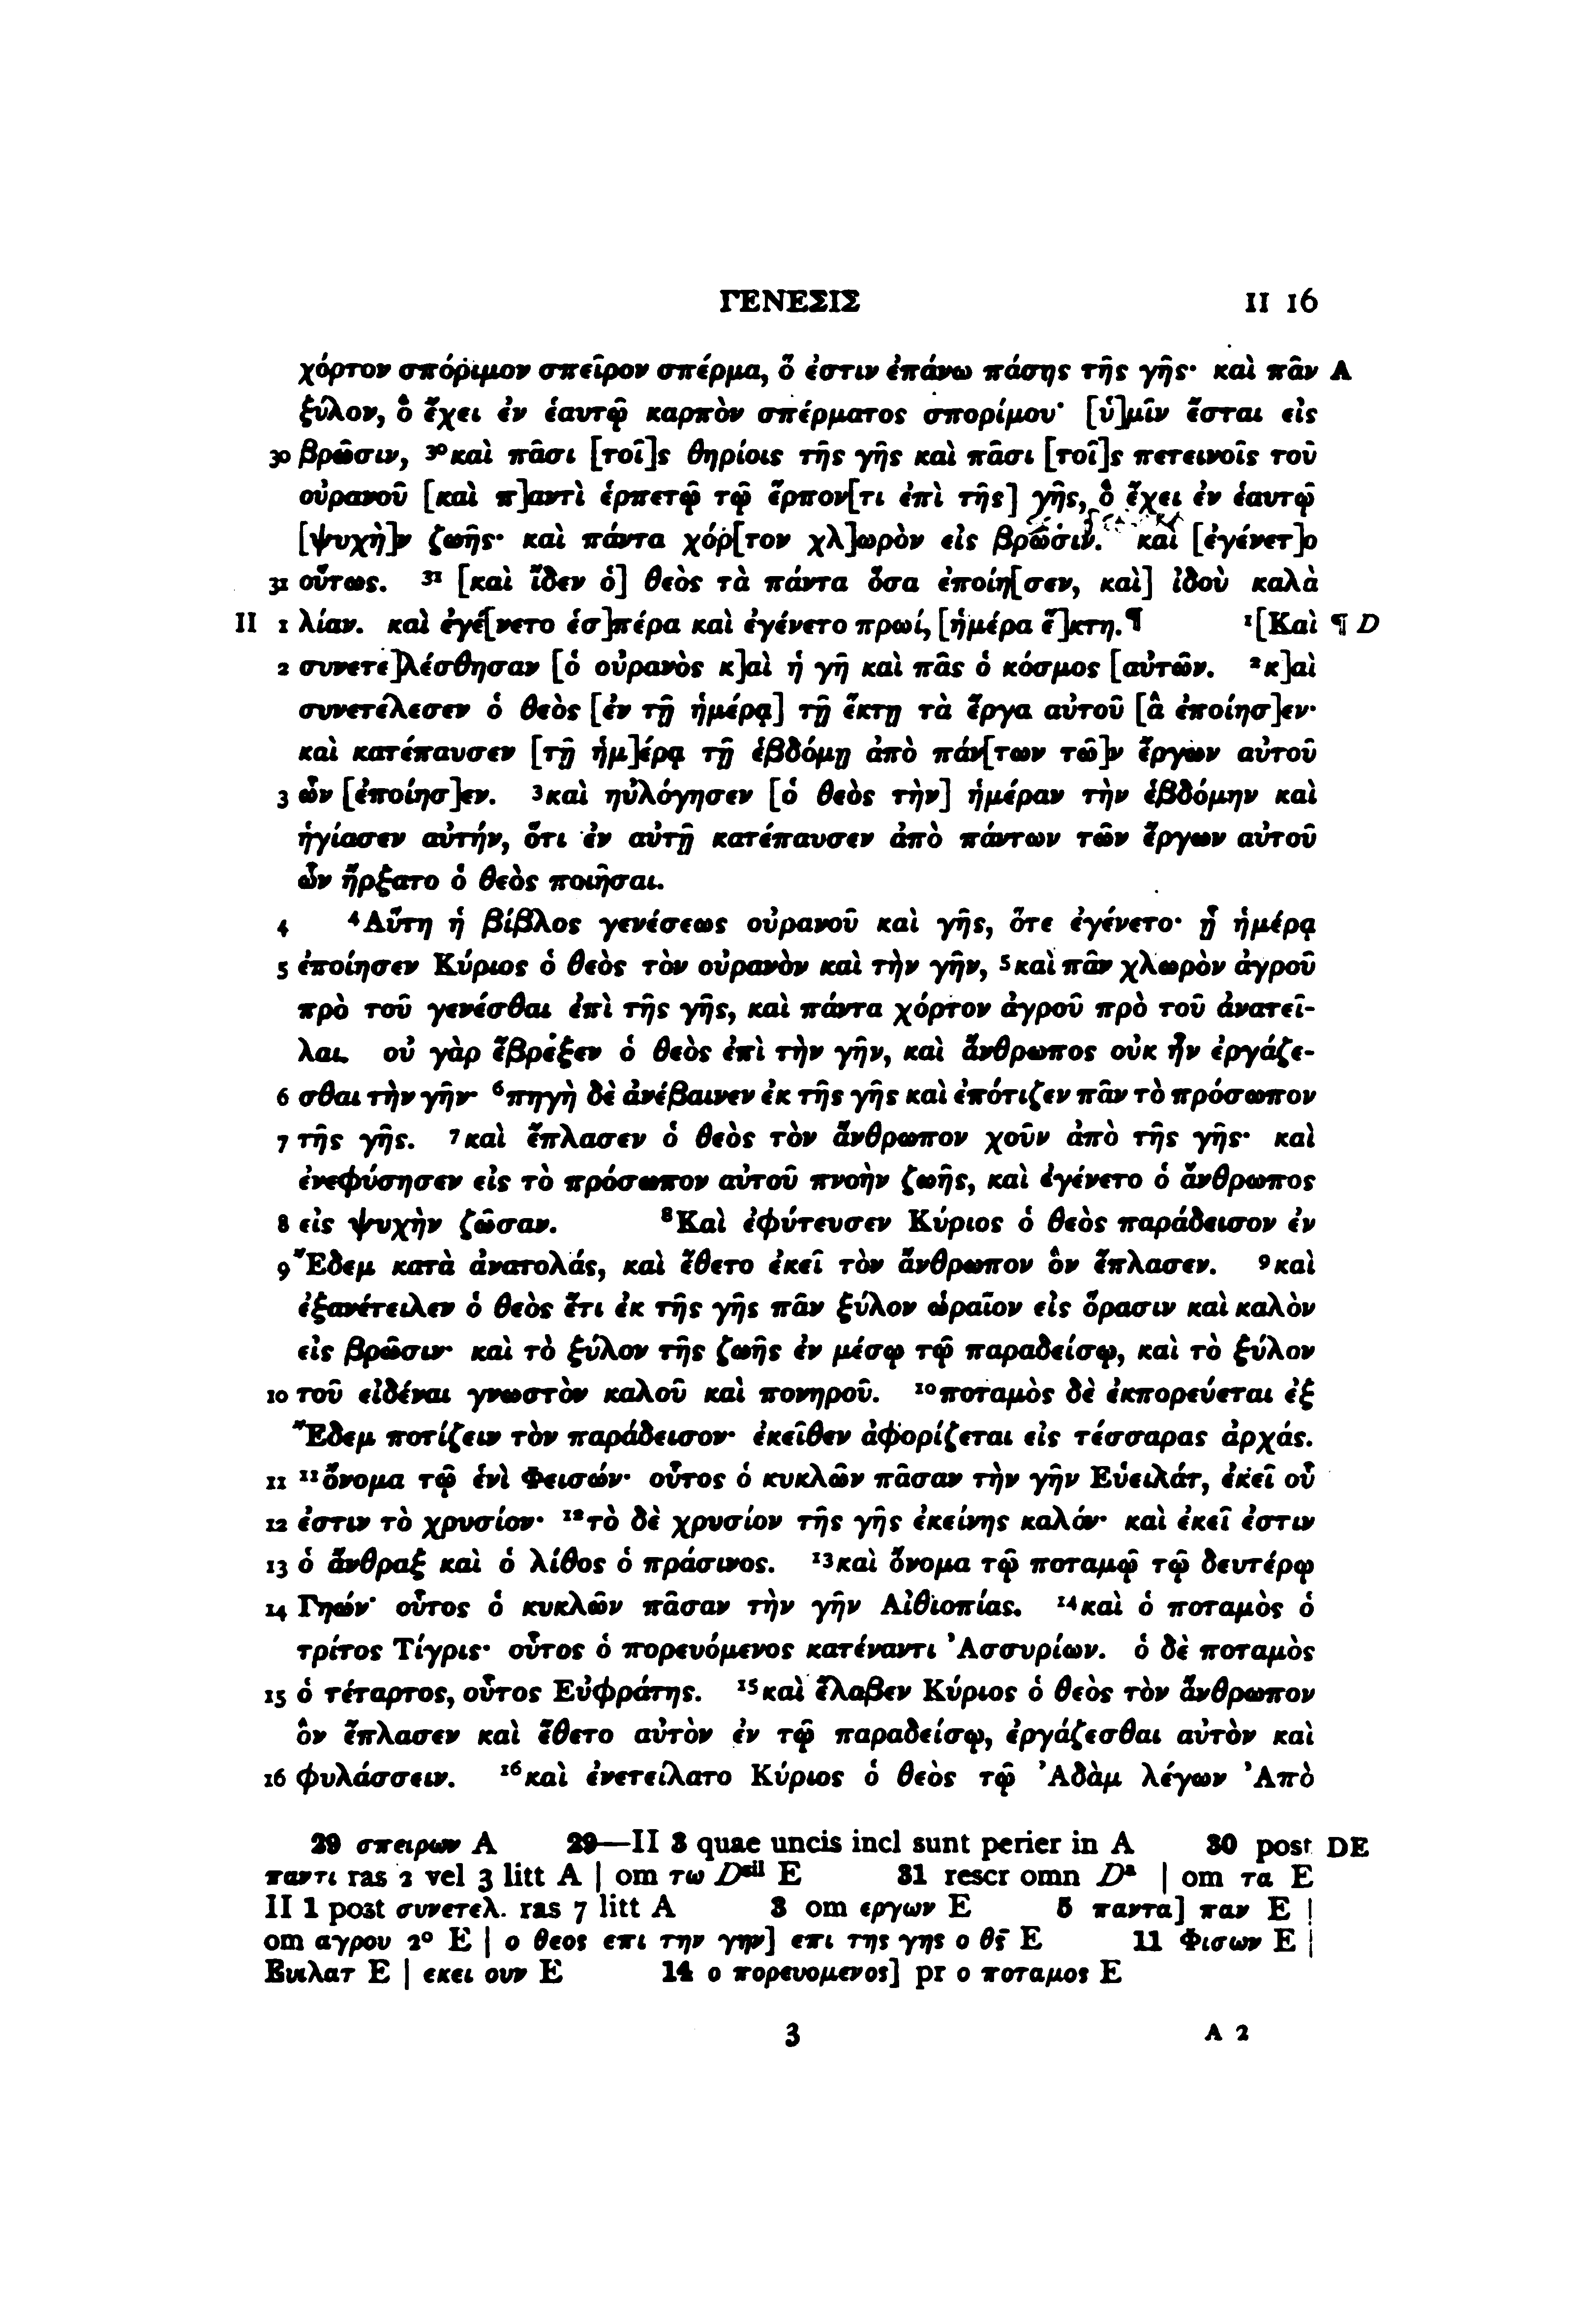 ΓΕΝΕΣΙΣ II 16
χόρτον σπόριμον σπεῖρον σπέρμα, ὅ ἐστιν ἐπάνω πάσης τῆς γῆς· καὶ πᾶν A
ξύλον, ὃ ἔχει ἐν ἑαυτῷ καρπὸν σπέρματος σπορίμου· [ὑ]μῖν ἔσται εἰς
30 βρῶσιν, ³⁰καὶ πᾶσι [τοῖ]ς θηρίοις τῆς γῆς καὶ πᾶσι [τοῖ]ς πετεινοῖς τοῦ
οὐρανοῦ [καὶ π]αντὶ ἑρπετῷ τῷ ἕρπον[τι ἐπὶ τῆς] γῆς, ὃ ἔχει ἐν ἑαυτῷ
[ψυχὴ]ν ζωῆς· καὶ πάντα χόρ[τον χλ]ωρὸν εἰς βρῶσιν. καὶ [ἐγένετ]ο
31 οὕτως. ³¹ [καὶ ἴδεν ὁ] θεὸς τὰ πάντα ὅσα ἐποίη[σεν, καὶ] ἰδοὺ καλὰ
II 1 λίαν. καὶ ἐγέ[νετο ἑσ]πέρα καὶ ἐγένετο πρωί, [ἡμέρα ἕ]κτη.¶ ¹[Καὶ ¶ D
2 συνετε]λέσθησαν [ὁ οὐρανὸς κ]αὶ ἡ γῆ καὶ πᾶς ὁ κόσμος [αὐτῶν. ²κ]αὶ
συνετέλεσεν ὁ θεὸς [ἐν τῇ ἡμέρᾳ] τῇ ἕκτῃ τὰ ἔργα αὐτοῦ [ἃ ἐποίησ]εν·
καὶ κατέπαυσεν [τῇ ἡμ]έρᾳ τῇ ἑβδόμῃ ἀπὸ πάν[των τῶ]ν ἔργων αὐτοῦ
3 ὧν [ἐποίησ]εν. ³καὶ ηὐλόγησεν [ὁ θεὸς τὴν] ἡμέραν τὴν ἑβδόμην καὶ
ἡγίασεν αὐτήν, ὅτι ἐν αὐτῇ κατέπαυσεν ἀπὸ πάντων τῶν ἔργων αὐτοῦ
ὧν ἤρξατο ὁ θεὸς ποιῆσαι.
4 ⁴Αὕτη ἡ βίβλος γενέσεως οὐρανοῦ καὶ γῆς, ὅτε ἐγένετο· ᾗ ἡμέρᾳ
5 ἐποίησεν Κύριος ὁ θεὸς τὸν οὐρανὸν καὶ τὴν γῆν, ⁵καὶ πᾶν χλωρὸν ἀγροῦ
πρὸ τοῦ γενέσθαι ἐπὶ τῆς γῆς, καὶ πάντα χόρτον ἀγροῦ πρὸ τοῦ ἀνατεῖ-
λαι. οὐ γὰρ ἔβρεξεν ὁ θεὸς ἐπὶ τὴν γῆν, καὶ ἄνθρωπος οὐκ ἦν ἐργάζε-
6 σθαι τὴν γῆν· ⁶πηγὴ δὲ ἀνέβαινεν ἐκ τῆς γῆς καὶ ἐπότιζεν πᾶν τὸ πρόσωπον
7 τῆς γῆς. ⁷καὶ ἔπλασεν ὁ θεὸς τὸν ἄνθρωπον χοῦν ἀπὸ τῆς γῆς· καὶ
ἐνεφύσησεν εἰς τὸ πρόσωπον αὐτοῦ πνοὴν ζωῆς, καὶ ἐγένετο ὁ ἄνθρωπος
8 εἰς ψυχὴν ζῶσαν. ⁸Καὶ ἐφύτευσεν Κύριος ὁ θεὸς παράδεισον ἐν
9 Ἔδεμ κατὰ ἀνατολάς, καὶ ἔθετο ἐκεῖ τὸν ἄνθρωπον ὃν ἔπλασεν. ⁹καὶ
ἐξανέτειλεν ὁ θεὸς ἔτι ἐκ τῆς γῆς πᾶν ξύλον ὡραῖον εἰς ὅρασιν καὶ καλὸν
εἰς βρῶσιν· καὶ τὸ ξύλον τῆς ζωῆς ἐν μέσῳ τῷ παραδείσῳ, καὶ τὸ ξύλον
10 τοῦ εἰδέναι γνωστὸν καλοῦ καὶ πονηροῦ. ¹⁰ποταμὸς δὲ ἐκπορεύεται ἐξ
Ἔδεμ ποτίζειν τὸν παράδεισον· ἐκεῖθεν ἀφορίζεται εἰς τέσσαρας ἀρχάς.
11 ¹¹ὄνομα τῷ ἑνὶ Φεισών· οὗτος ὁ κυκλῶν πᾶσαν τὴν γῆν Εὑειλάτ, ἐκεῖ οὗ
12 ἐστιν τὸ χρυσίον· ¹²τὸ δὲ χρυσίον τῆς γῆς ἐκείνης καλόν· καὶ ἐκεῖ ἐστιν
13 ὁ ἄνθραξ καὶ ὁ λίθος ὁ πράσινος. ¹³καὶ ὄνομα τῷ ποταμῷ τῷ δευτέρῳ
14 Γηών· οὗτος ὁ κυκλῶν πᾶσαν τὴν γῆν Αἰθιοπίας. ¹⁴καὶ ὁ ποταμὸς ὁ
τρίτος Τίγρις· οὗτος ὁ πορευόμενος κατέναντι Ἀσσυρίων. ὁ δὲ ποταμὸς
15 ὁ τέταρτος, οὗτος Εὐφράτης. ¹⁵καὶ ἔλαβεν Κύριος ὁ θεὸς τὸν ἄνθρωπον
ὃν ἔπλασεν καὶ ἔθετο αὐτὸν ἐν τῷ παραδείσῳ, ἐργάζεσθαι αὐτὸν καὶ
16 φυλάσσειν. ¹⁶καὶ ἐνετείλατο Κύριος ὁ θεὸς τῷ Ἀδὰμ λέγων Ἀπὸ
29 σπειρων A 29—II 3 quae uncis incl sunt perier in A 30 post DE
παντι ras 2 vel 3 litt A | om τω Dˢⁱˡ E 31 rescr omn Dᵃ | om τα E
II 1 post συνετελ. ras 7 litt A 3 om εργων E 5 παντα] παν E |
om αγρου 2º E | ο θεος επι την γην] επι της γης ο θς̄ E 11 Φισων E |
Ευιλατ E | εκει ουν E 14 ο πορευομενος] pr ο ποταμος E
3 A 2